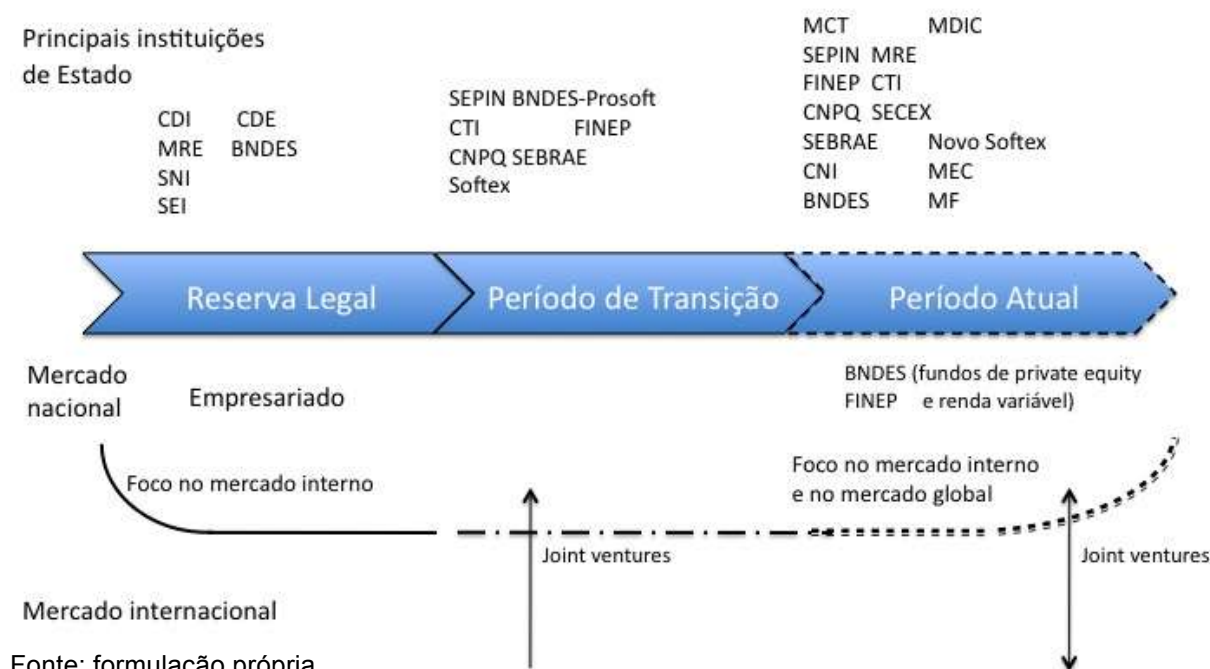 Principais instituições
de Estado
CDI CDE
MRE BNDES
SNI
SEI
SEPIN BNDES-Prosoft
CTI FINEP
CNPQ SEBRAE
Softex
MCT MDIC
SEPIN MRE
FINEP CTI
CNPQ SECEX
SEBRAE Novo Softex
CNI MEC
BNDES MF
Reserva Legal
Período de Transição
Período Atual
Mercado
nacional
Empresariado
BNDES (fundos de private equity
FINEP e renda variável)
Foco no mercado interno
Foco no mercado interno
e no mercado global
Joint ventures
Joint ventures
Mercado internacional
Fonte: formulação própria